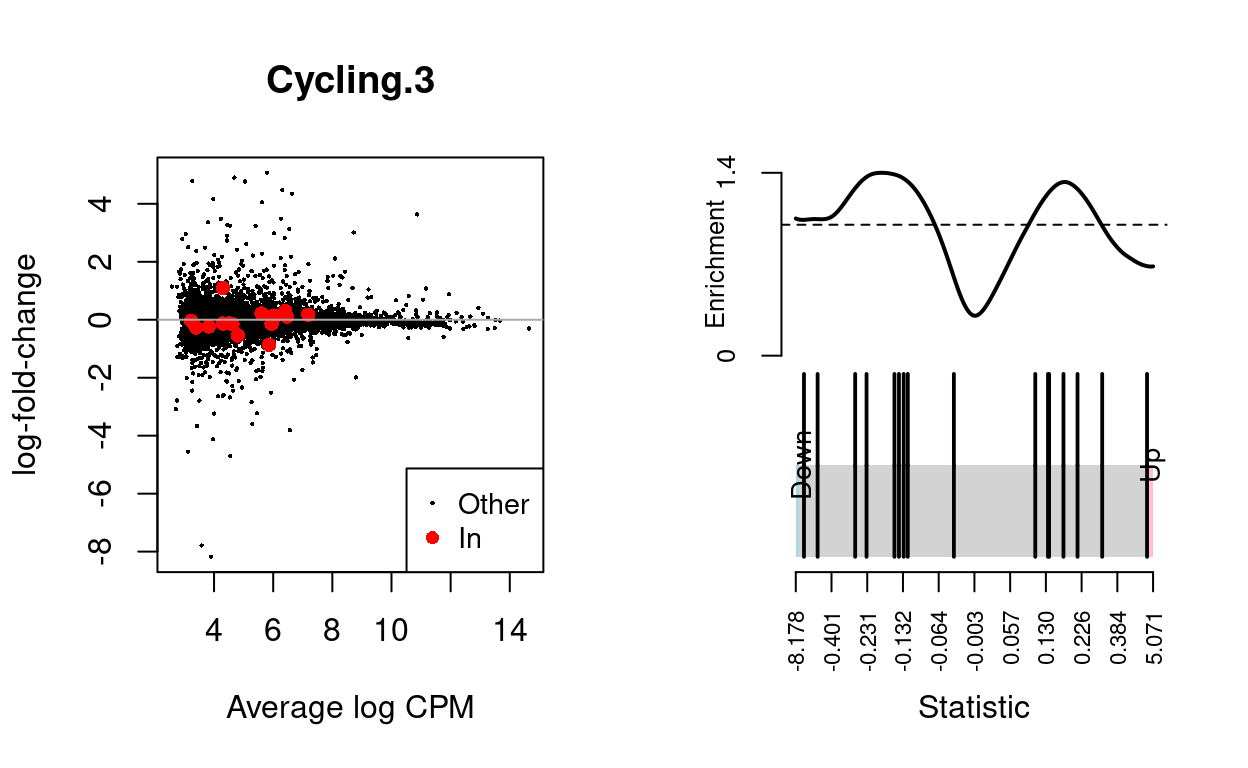 Cycling.3
log-fold-change
4
2
0
-2
-4
-6
-8
Other
In
4 6 8 10 14
Average log CPM
Enrichment
1.4
0
Down
Up
-8.178 -0.401 -0.231 -0.132 -0.064 -0.003 0.057 0.130 0.226 0.384 5.071
Statistic